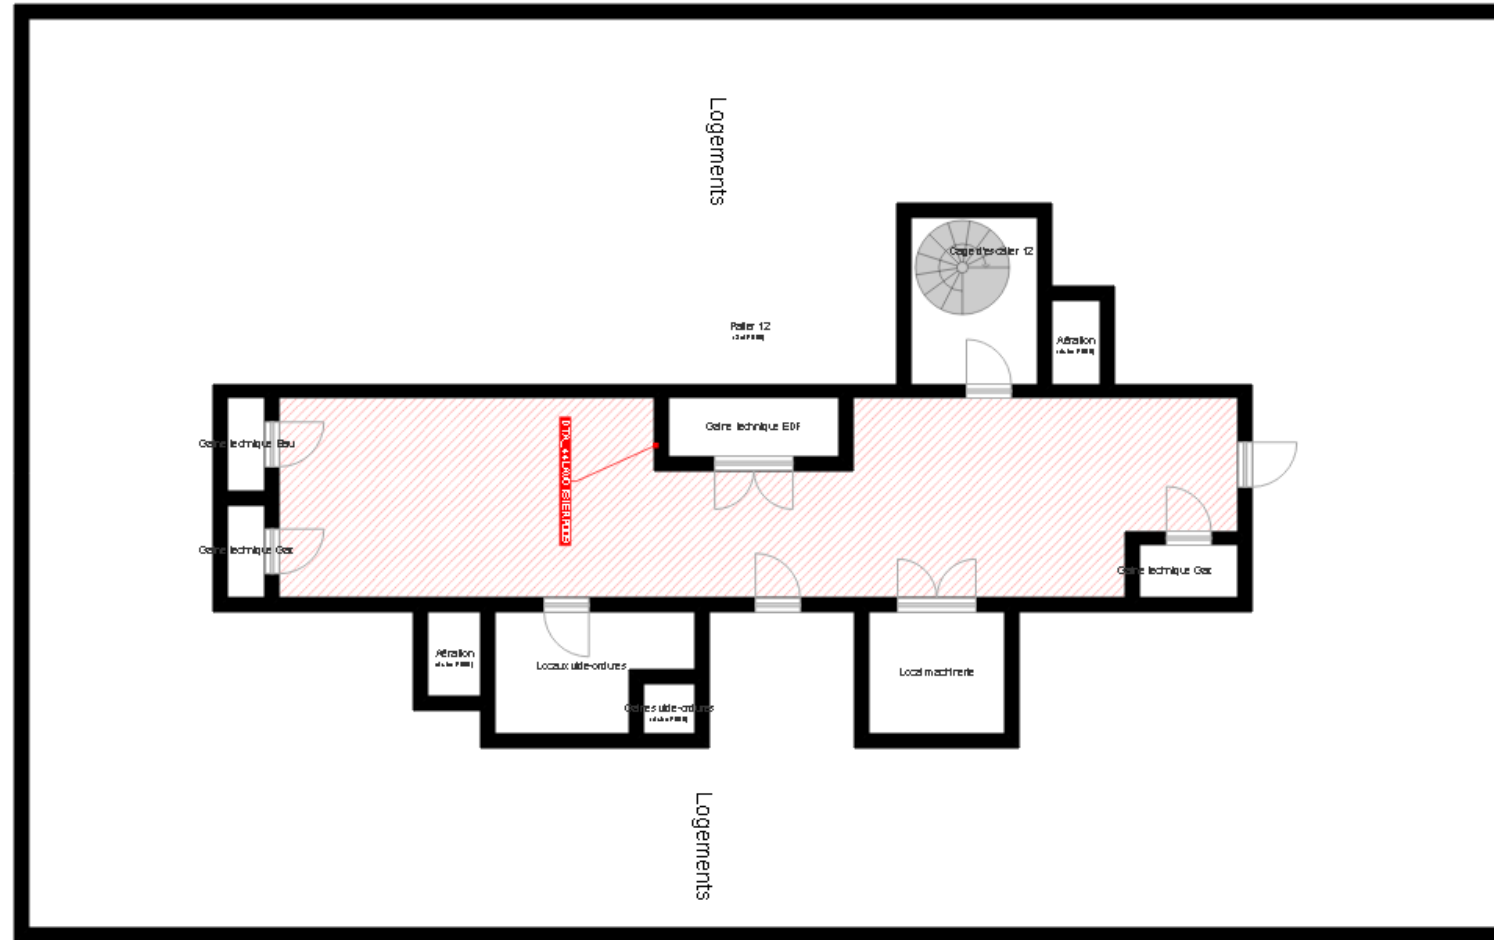 Logements
Cage d'escalier 12
Palier 12
Aération
Gaine technique EDF
Gaine technique Eau
Gaine technique Gaz
Gaine technique Gaz
Aération
Locaux vide-ordures
Local machinerie
Gaines vide-ordures
Logements